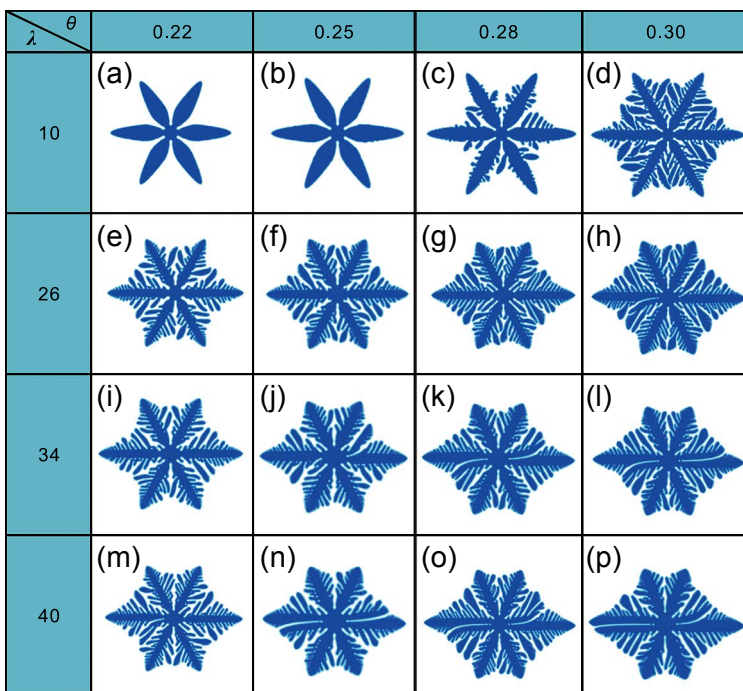 λ θ 0.22 0.25 0.28 0.30
10 (a) (b) (c) (d)
26 (e) (f) (g) (h)
34 (i) (j) (k) (l)
40 (m) (n) (o) (p)